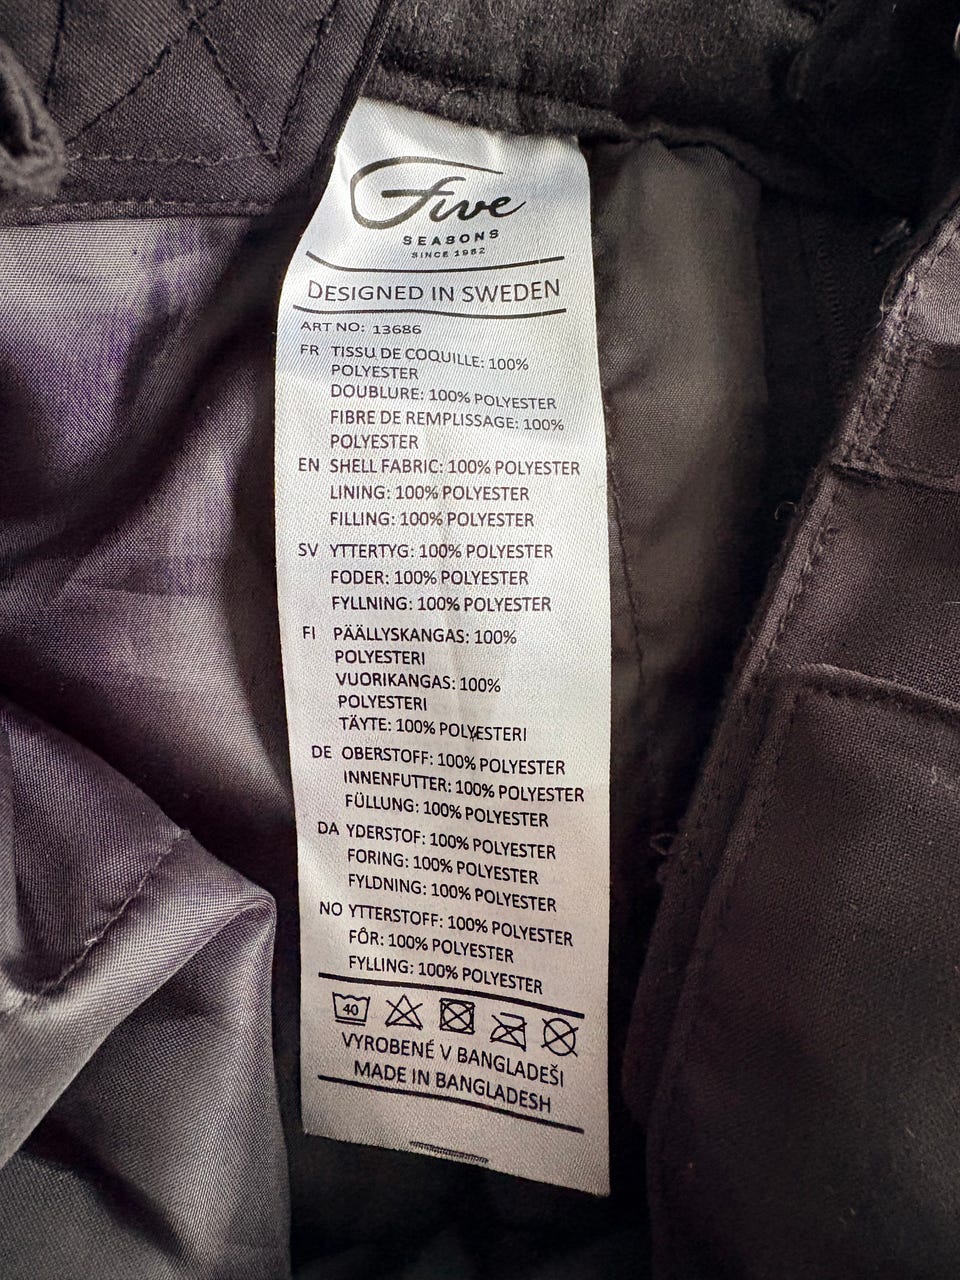 Five
SEASONS
SINCE 1982
DESIGNED IN SWEDEN
ART NO: 13686
FR TISSU DE COQUILLE: 100%
POLYESTER
DOUBLURE: 100% POLYESTER
FIBRE DE REMPLISSAGE: 100%
POLYESTER
EN SHELL FABRIC: 100% POLYESTER
LINING: 100% POLYESTER
FILLING: 100% POLYESTER
SV YTTERTYG: 100% POLYESTER
FODER: 100% POLYESTER
FYLLNING: 100% POLYESTER
FI PÄÄLLYSKANGAS: 100%
POLYESTERI
VUORIKANGAS: 100%
POLYESTERI
TÄYTE: 100% POLYESTERI
DE OBERSTOFF: 100% POLYESTER
INNENFUTTER: 100% POLYESTER
FÜLLUNG: 100% POLYESTER
DA YDERSTOF: 100% POLYESTER
FORING: 100% POLYESTER
FYLDNING: 100% POLYESTER
NO YTTERSTOFF: 100% POLYESTER
FÔR: 100% POLYESTER
FYLLING: 100% POLYESTER
40
VYROBENÉ V BANGLADEŠI
MADE IN BANGLADESH